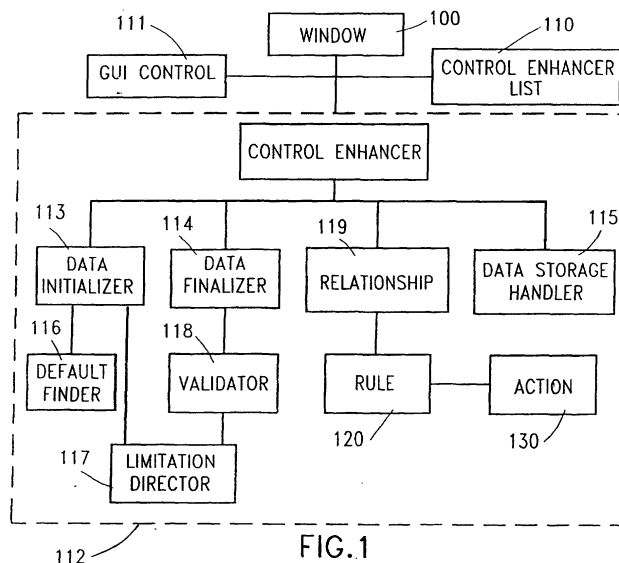 111
WINDOW
100
110
GUI CONTROL
CONTROL ENHANCER
LIST
CONTROL ENHANCER
113
114
119
115
DATA
INITIALIZER
DATA
FINALIZER
RELATIONSHIP
DATA STORAGE
HANDLER
116
118
DEFAULT
FINDER
VALIDATOR
RULE
ACTION
120
130
117
LIMITATION
DIRECTOR
112
FIG.1